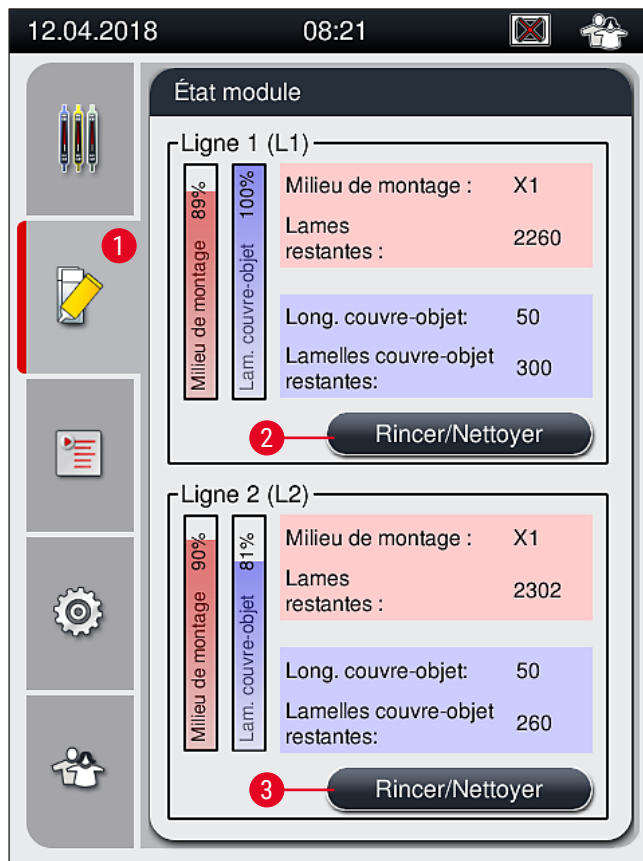 12.04.2018
08:21
État module
Ligne 1 (L1)
Milieu de montage 89%
Lam. couvre-objet 100%
Milieu de montage : X1
Lames
restantes : 2260
Long. couvre-objet: 50
Lamelles couvre-objet
restantes: 300
Rincer/Nettoyer
Ligne 2 (L2)
Milieu de montage 90%
Lam. couvre-objet 81%
Milieu de montage : X1
Lames
restantes : 2302
Long. couvre-objet: 50
Lamelles couvre-objet
restantes: 260
Rincer/Nettoyer
1
2
3